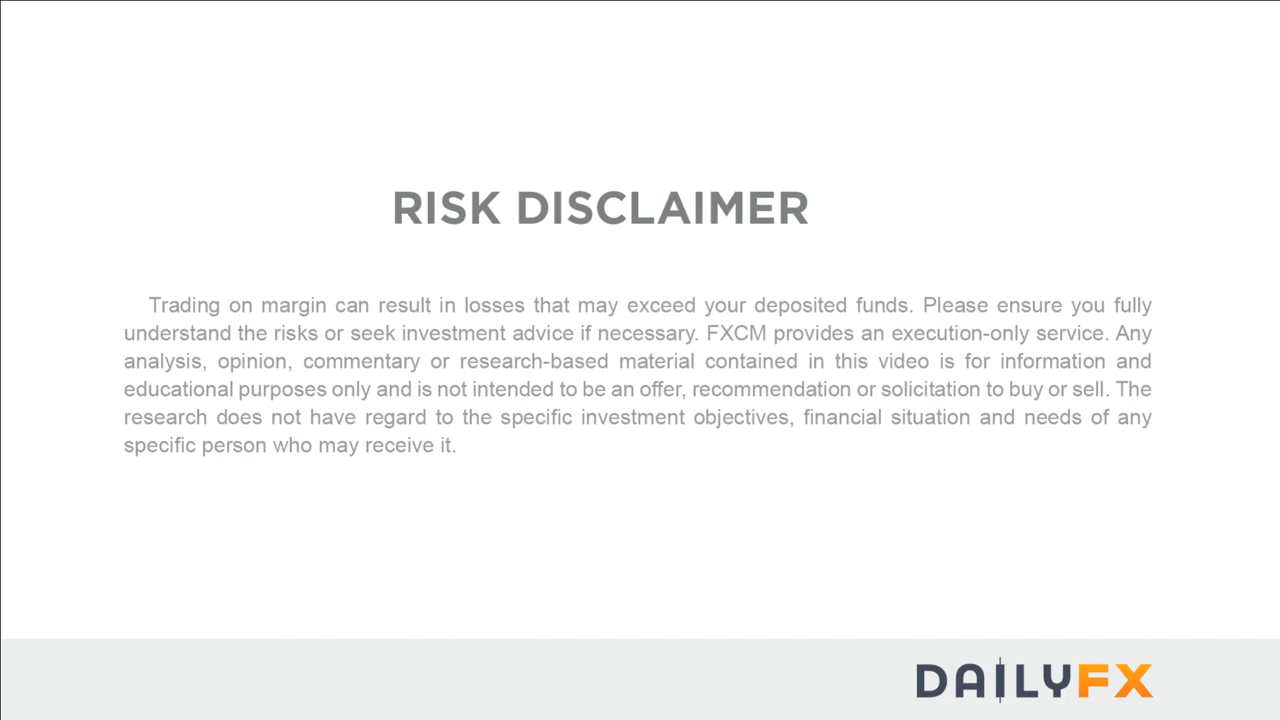 RISK DISCLAIMER
Trading on margin can result in losses that may exceed your deposited funds. Please ensure you fully
understand the risks or seek investment advice if necessary. FXCM provides an execution-only service. Any
analysis, opinion, commentary or research-based material contained in this video is for information and
educational purposes only and is not intended to be an offer, recommendation or solicitation to buy or sell. The
research does not have regard to the specific investment objectives, financial situation and needs of any
specific person who may receive it.
DAILYFX